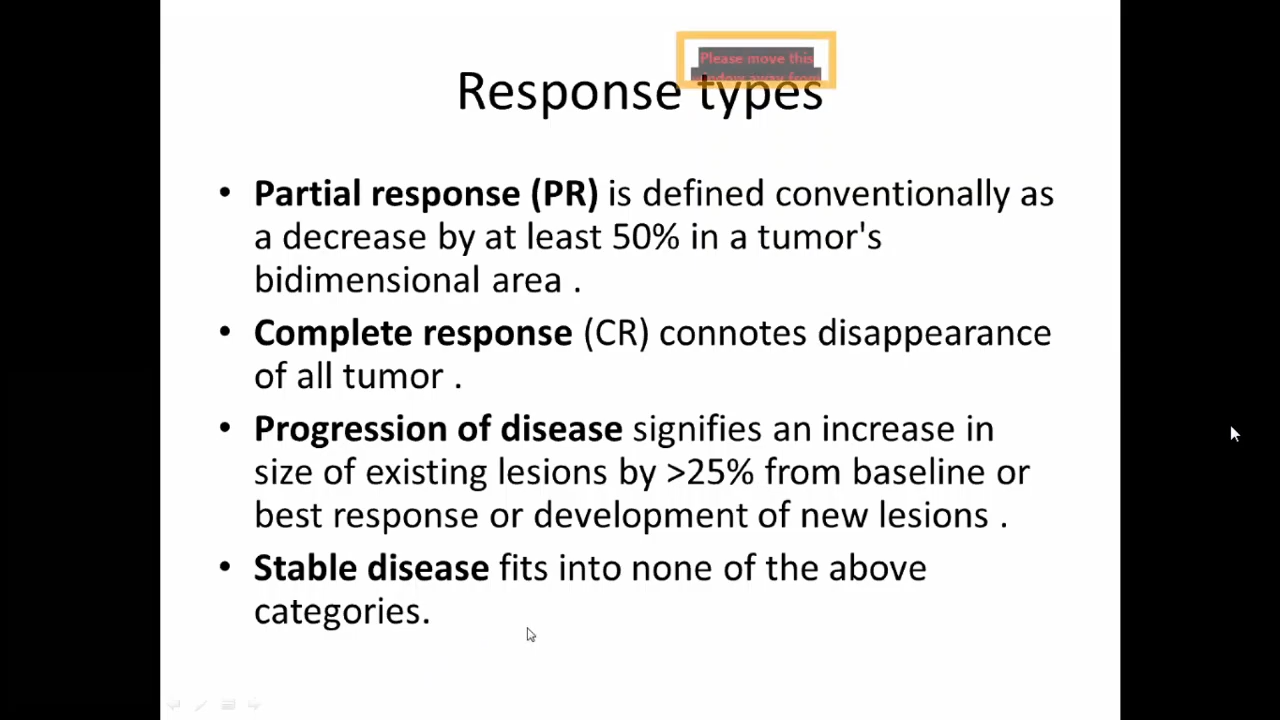 Please move this
Response types
• Partial response (PR) is defined conventionally as
a decrease by at least 50% in a tumor's
bidimensional area .
• Complete response (CR) connotes disappearance
of all tumor .
• Progression of disease signifies an increase in
size of existing lesions by >25% from baseline or
best response or development of new lesions .
• Stable disease fits into none of the above
categories.